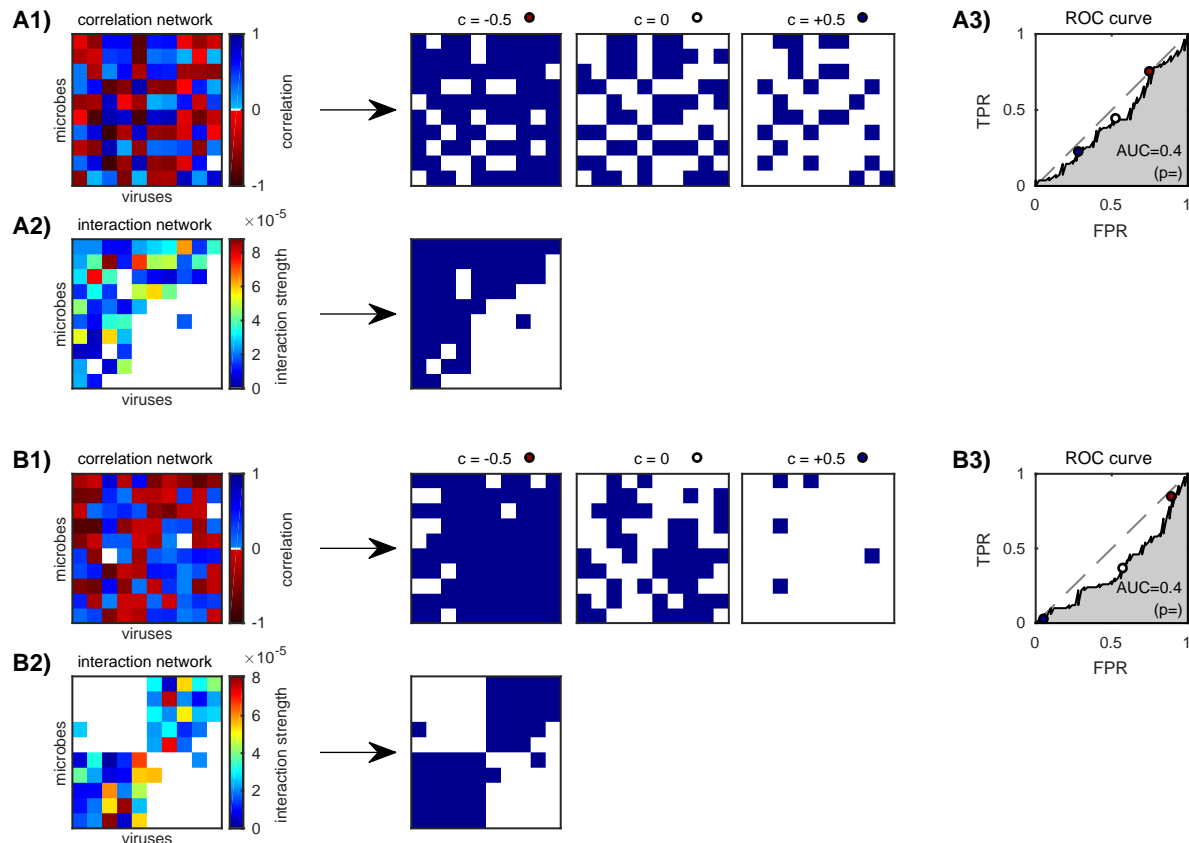 A1)
correlation network
microbes
viruses
1
0
-1
correlation
c = -0.5
c = 0
c = +0.5
A3)
ROC curve
TPR
1
0.5
0
AUC=0.4
(p=)
0
0.5
1
FPR
A2)
interaction network
×10-5
microbes
viruses
8
6
4
2
0
interaction strength
B1)
correlation network
microbes
viruses
1
0
-1
correlation
c = -0.5
c = 0
c = +0.5
B3)
ROC curve
TPR
1
0.5
0
AUC=0.4
(p=)
0
0.5
1
FPR
B2)
interaction network
×10-5
microbes
viruses
8
6
4
2
0
interaction strength